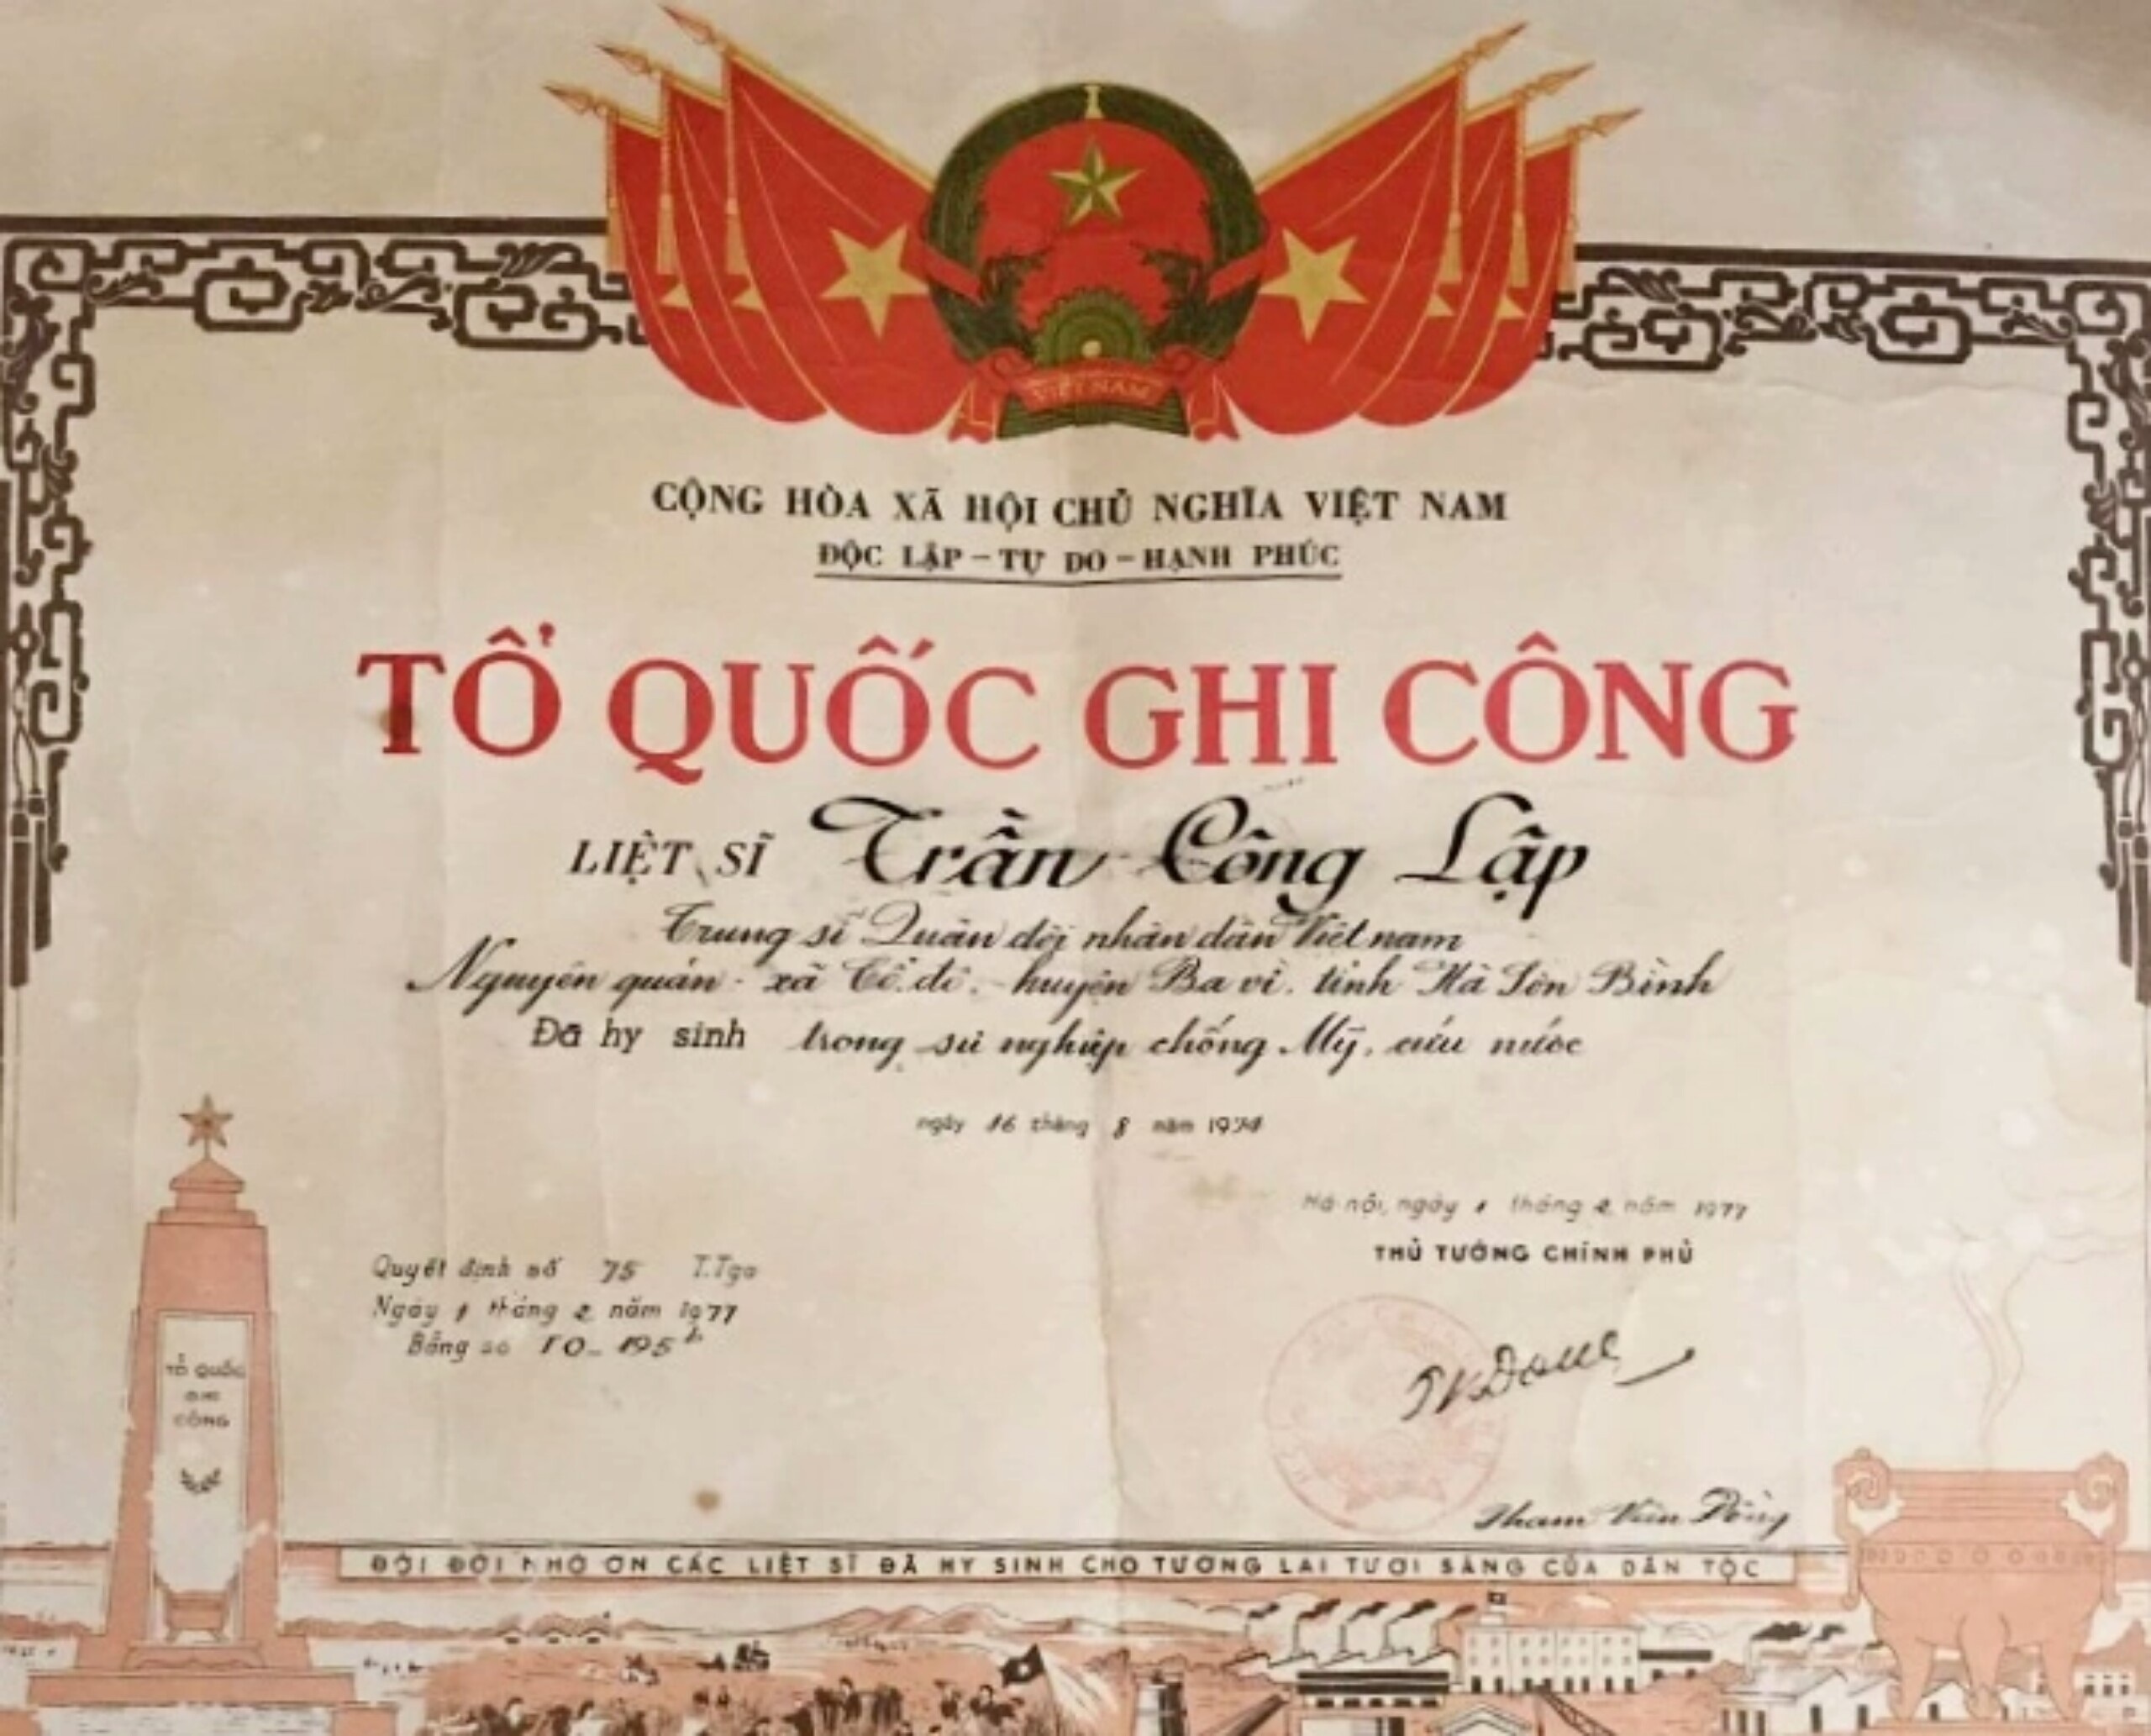 VIỆT NAM
CỘNG HÒA XÃ HỘI CHỦ NGHĨA VIỆT NAM
ĐỘC LẬP - TỰ DO - HẠNH PHÚC
TỔ QUỐC GHI CÔNG
LIỆT SĨ Trần Công Lập
Trung sĩ Quân đội nhân dân Việt nam
Nguyên quán - xã Cổ đô, - huyện Ba vì, tỉnh Hà Sơn Bình
Đã hy sinh trong sự nghiệp chống Mỹ, cứu nước
ngày 16 tháng 8 năm 1974
Hà nội, ngày 1 tháng 2 năm 1977
THỦ TƯỚNG CHÍNH PHỦ
Quyết định số 75 T.Tg
Ngày 1 tháng 2 năm 1977
Bằng số TO - 195
TỔ QUỐC
GHI
CÔNG
Phạm Văn Đồng
ĐỜI ĐỜI NHỚ ƠN CÁC LIỆT SĨ ĐÃ HY SINH CHO TƯƠNG LAI TƯƠI SÁNG CỦA DÂN TỘC